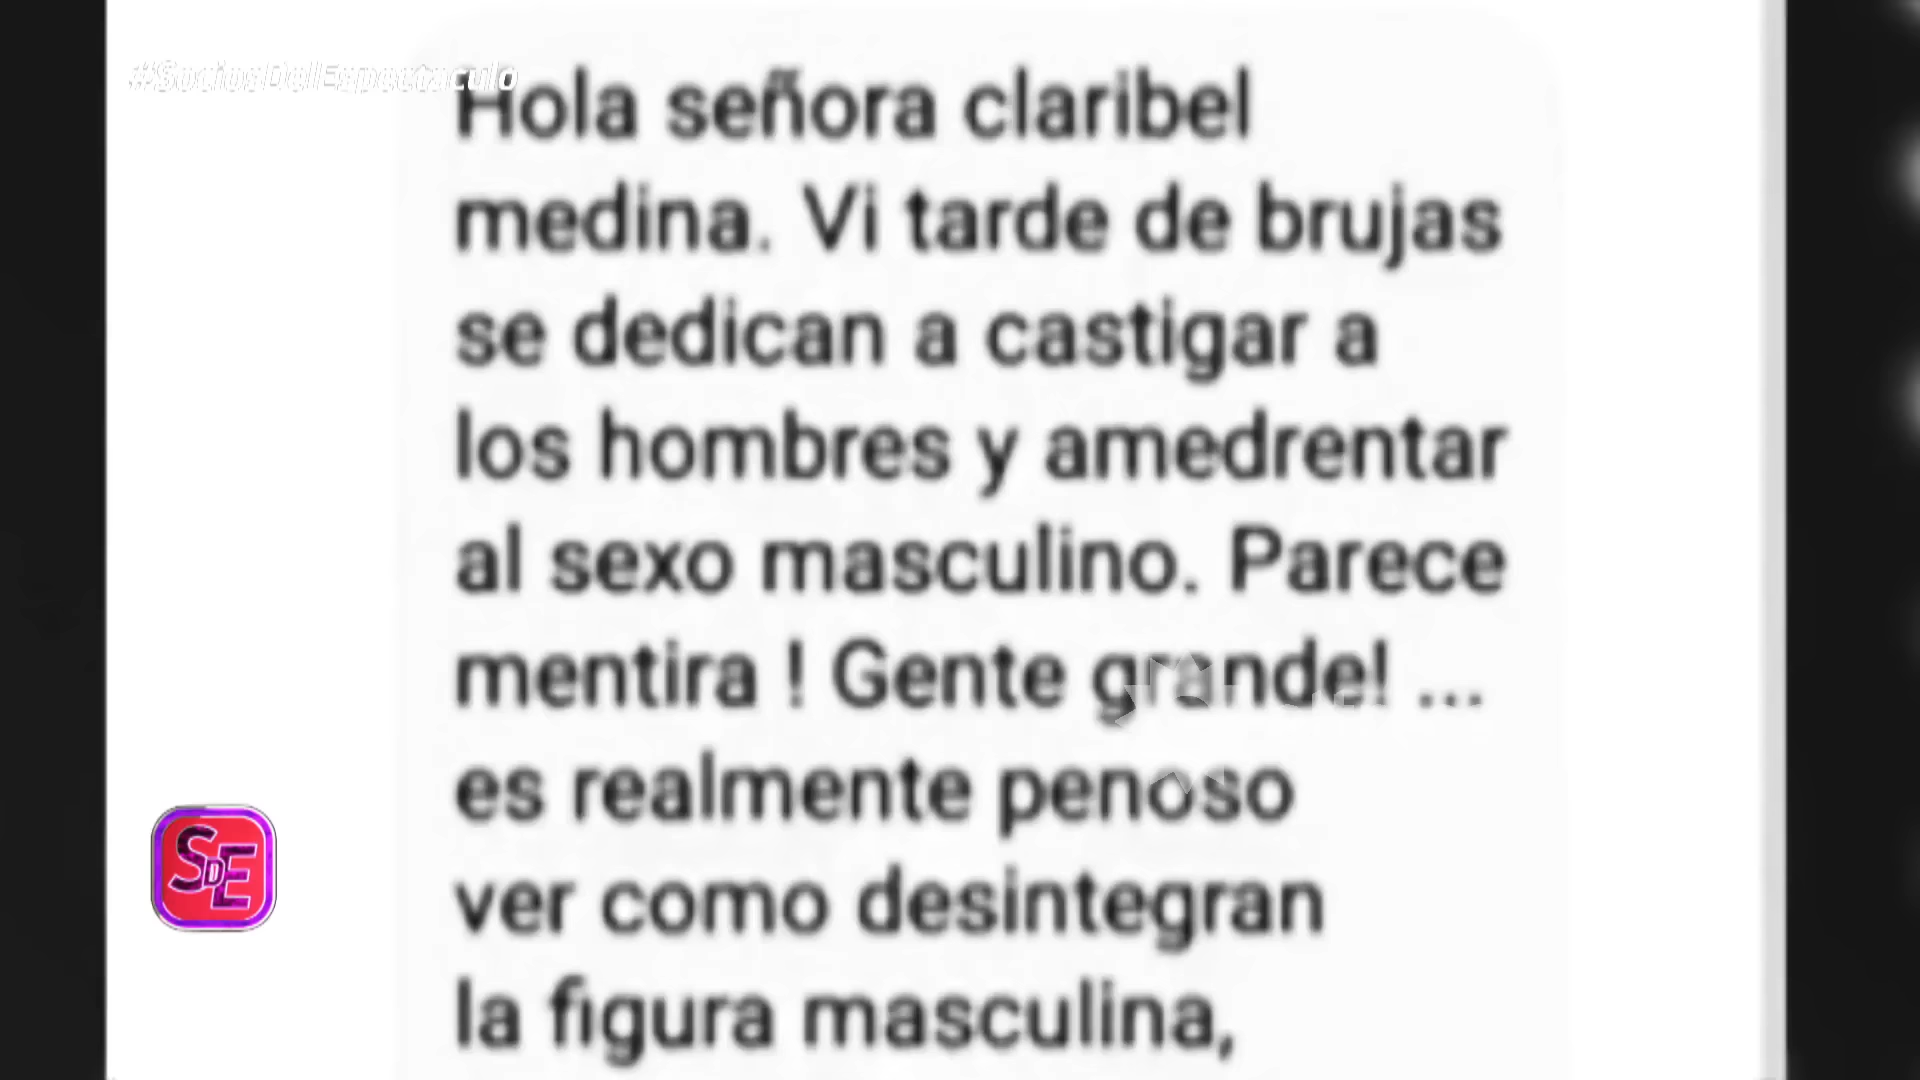 #SociosDelEspectaculo
Hola señora claribel
medina. Vi tarde de brujas
se dedican a castigar a
los hombres y amedrentar
al sexo masculino. Parece
mentira ! Gente grande! ...
es realmente penoso
ver como desintegran
la figura masculina,
SDE